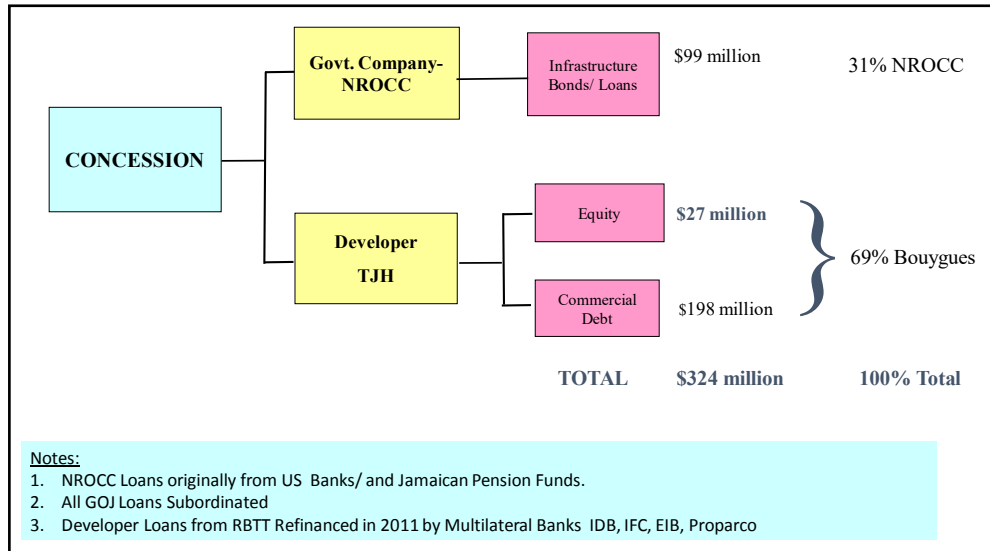 Govt. Company-
NROCC
Infrastructure
Bonds/ Loans
$99 million
31% NROCC
CONCESSION
Developer
TJH
Equity
$27 million
69% Bouygues
Commercial
Debt
$198 million
TOTAL $324 million 100% Total
Notes:
1. NROCC Loans originally from US Banks/ and Jamaican Pension Funds.
2. All GOJ Loans Subordinated
3. Developer Loans from RBTT Refinanced in 2011 by Multilateral Banks IDB, IFC, EIB, Proparco